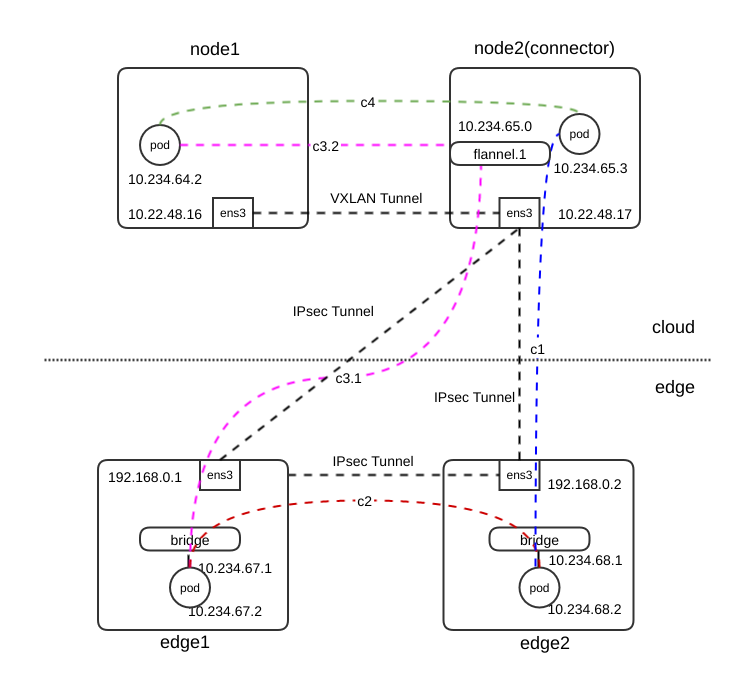 node1
node2(connector)
c4
10.234.65.0
pod
pod
c3.2
flannel.1
10.234.65.3
10.234.64.2
VXLAN Tunnel
10.22.48.16
ens3
ens3
10.22.48.17
IPsec Tunnel
cloud
c1
c3.1
edge
IPsec Tunnel
IPsec Tunnel
192.168.0.1
ens3
ens3
192.168.0.2
c2
bridge
bridge
10.234.67.1
10.234.68.1
pod
pod
10.234.67.2
10.234.68.2
edge1
edge2